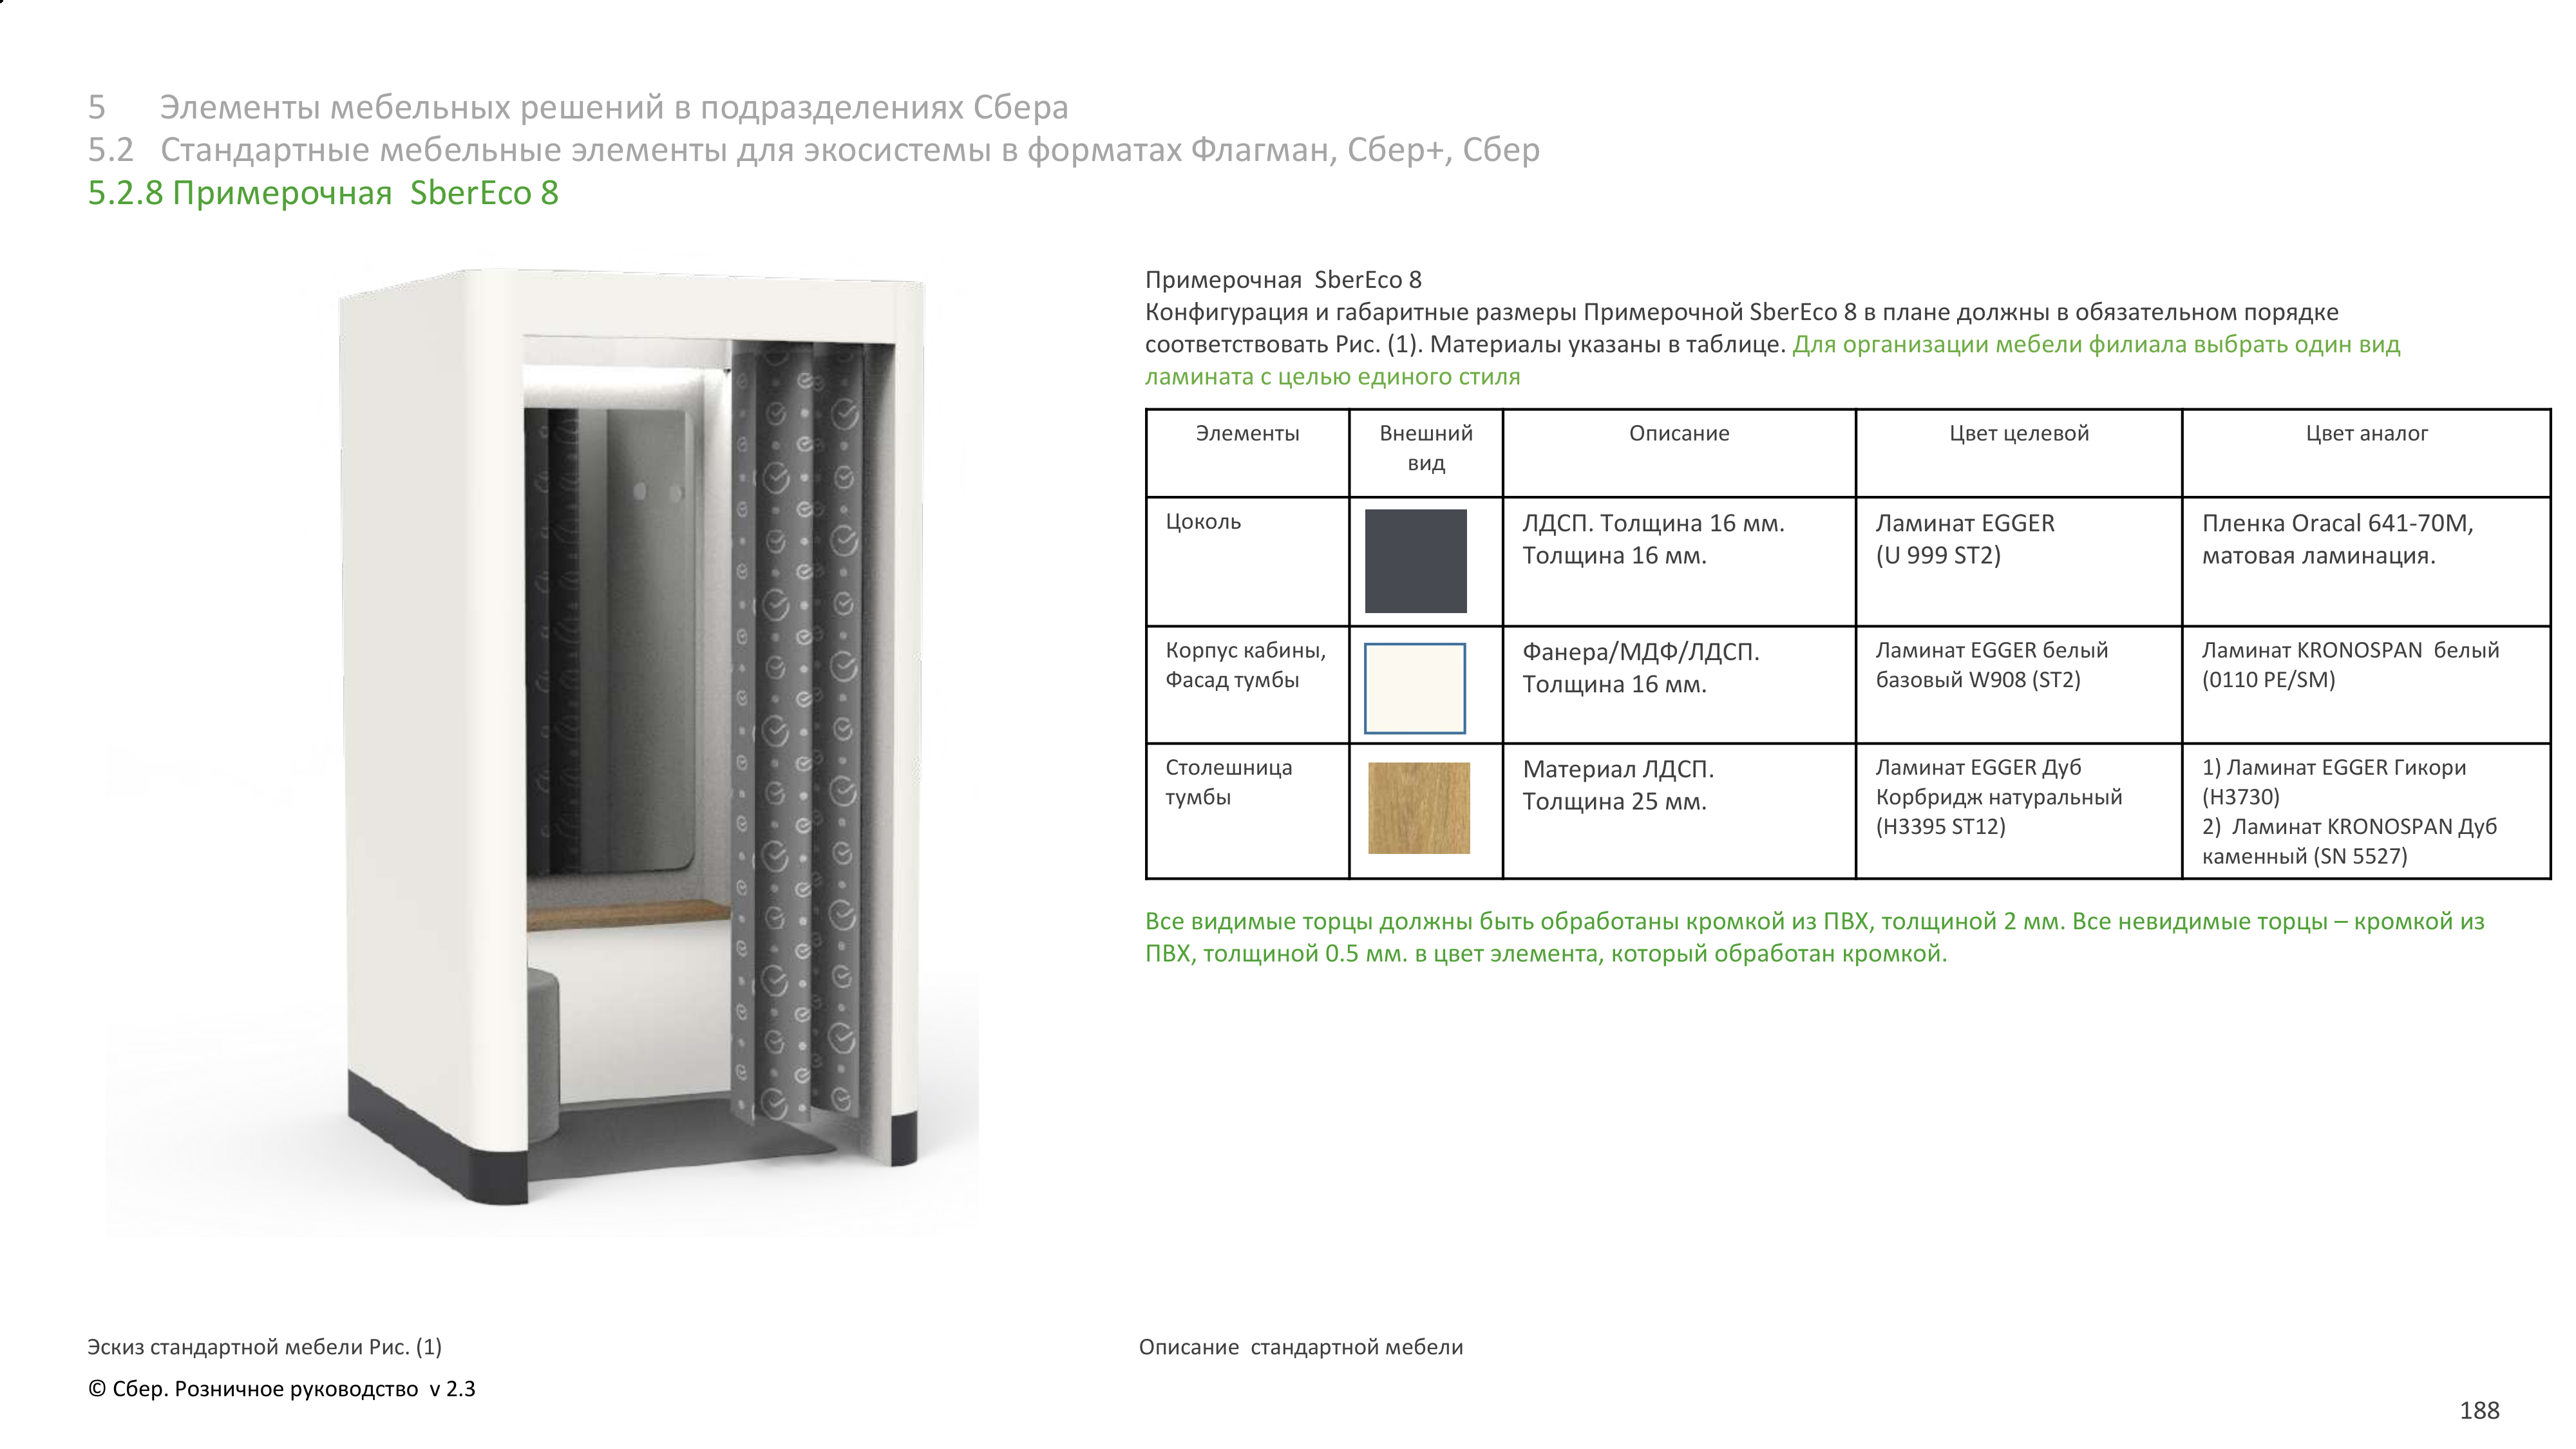 5 Элементы мебельных решений в подразделениях Сбера
5.2 Стандартные мебельные элементы для экосистемы в форматах Флагман, Сбер+, Сбер
5.2.8 Примерочная SberEco 8
Примерочная SberEco 8
Конфигурация и габаритные размеры Примерочной SberEco 8 в плане должны в обязательном порядке
соответствовать Рис. (1). Материалы указаны в таблице. Для организации мебели филиала выбрать один вид
ламината с целью единого стиля
Элементы
Внешний
вид
Описание
Цвет целевой
Цвет аналог
Цоколь
ЛДСП. Толщина 16 мм.
Толщина 16 мм.
Ламинат EGGER
(U 999 ST2)
Пленка Oracal 641-70M,
матовая ламинация.
Корпус кабины,
Фасад тумбы
Фанера/МДФ/ЛДСП.
Толщина 16 мм.
Ламинат EGGER белый
базовый W908 (ST2)
Ламинат KRONOSPAN белый
(0110 PE/SM)
Столешница
тумбы
Материал ЛДСП.
Толщина 25 мм.
Ламинат EGGER Дуб
Корбридж натуральный
(H3395 ST12)
1) Ламинат EGGER Гикори
(H3730)
2) Ламинат KRONOSPAN Дуб
каменный (SN 5527)
Все видимые торцы должны быть обработаны кромкой из ПВХ, толщиной 2 мм. Все невидимые торцы – кромкой из
ПВХ, толщиной 0.5 мм. в цвет элемента, который обработан кромкой.
Эскиз стандартной мебели Рис. (1)
Описание стандартной мебели
© Сбер. Розничное руководство v 2.3
188